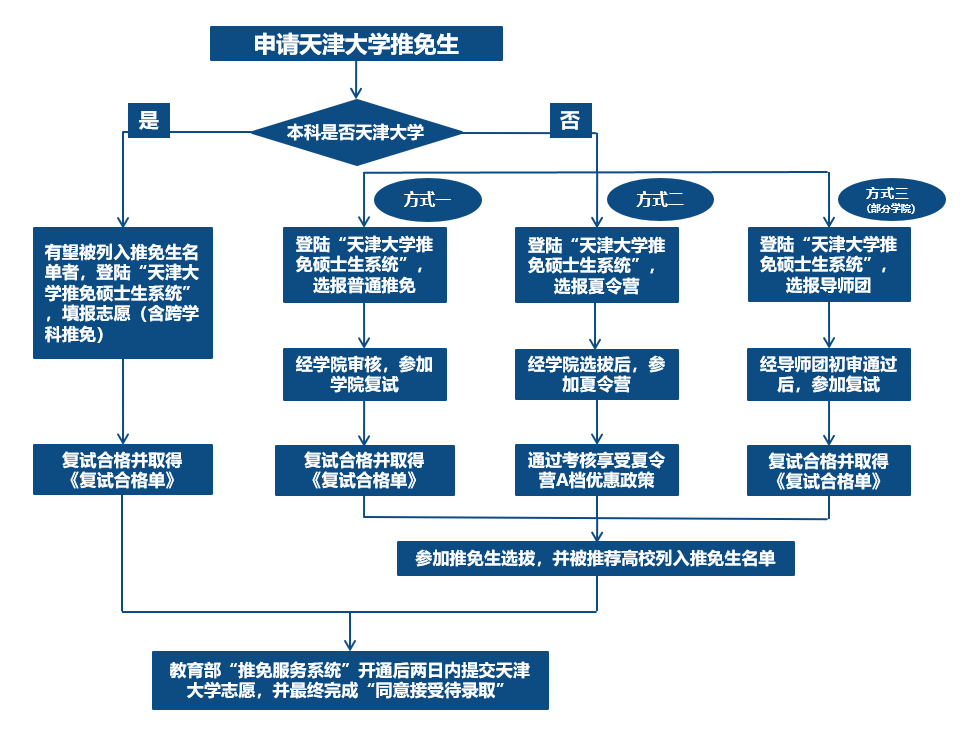 申请天津大学推免生
本科是否天津大学
是
否
方式一
方式二
方式三
（部分学院）
有望被列入推免生名
单者，登陆“天津大
学推免硕士生系统”
，填报志愿（含跨学
科推免）
复试合格并取得
《复试合格单》
登陆“天津大学推
免硕士生系统”，
选报普通推免
经学院审核，参加
学院复试
复试合格并取得
《复试合格单》
登陆“天津大学推
免硕士生系统”，
选报夏令营
经学院选拔后，参
加夏令营
通过考核享受夏令
营A档优惠政策
登陆“天津大学推
免硕士生系统”，
选报导师团
经导师团初审通过
后，参加复试
复试合格并取得
《复试合格单》
参加推免生选拔，并被推荐高校列入推免生名单
教育部“推免服务系统”开通后两日内提交天津
大学志愿，并最终完成“同意接受待录取”